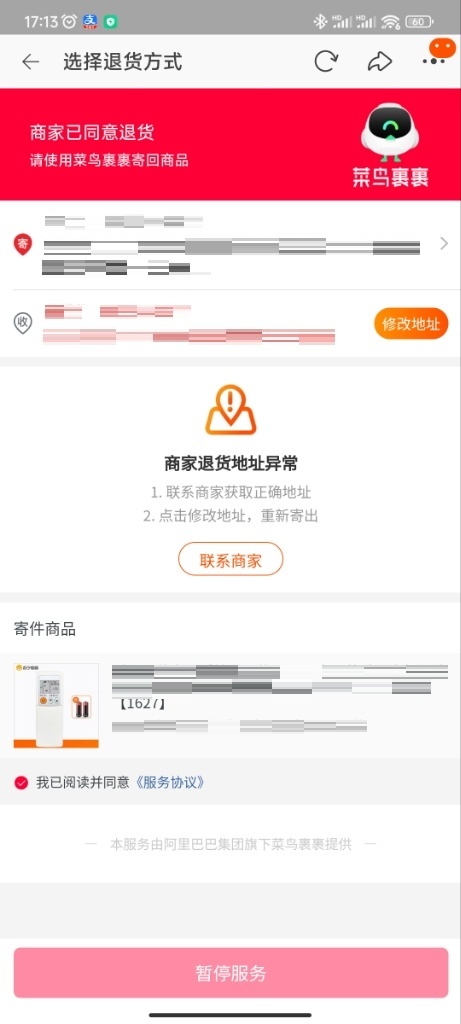 17:13
HD HD 60
选择退货方式
商家已同意退货
请使用菜鸟裹裹寄回商品
菜鸟裹裹
寄
收
修改地址
商家退货地址异常
1. 联系商家获取正确地址
2. 点击修改地址，重新寄出
联系商家
寄件商品
【1627】
我已阅读并同意《服务协议》
本服务由阿里巴巴集团旗下菜鸟裹裹提供
暂停服务